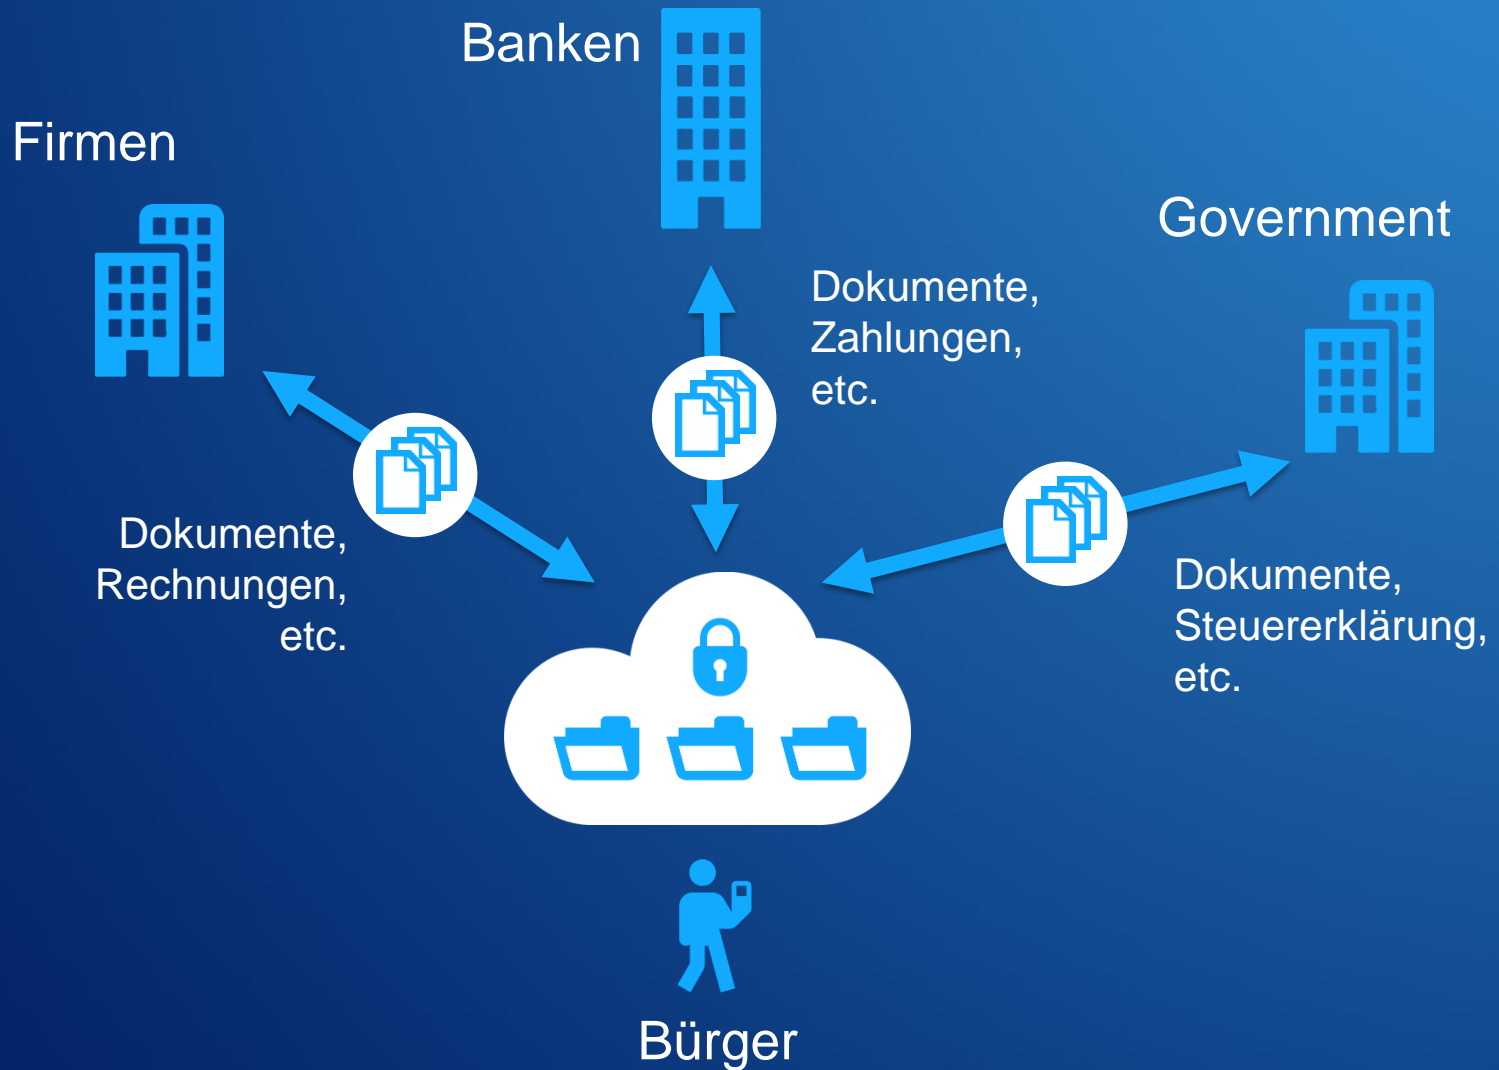 Banken
Firmen
Government
Dokumente,
Zahlungen,
etc.
Dokumente,
Rechnungen,
etc.
Dokumente,
Steuererklärung,
etc.
Bürger